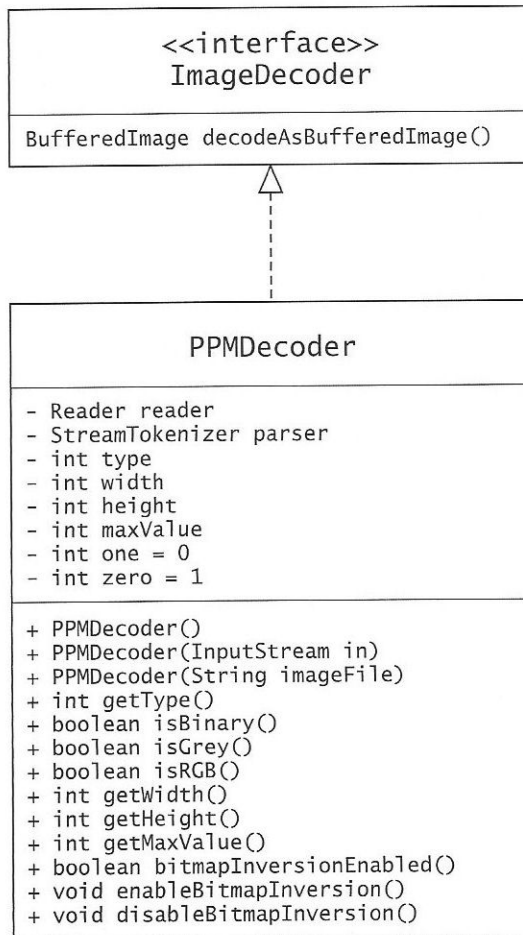 <<interface>>
ImageDecoder
BufferedImage decodeAsBufferedImage()
PPMDecoder
- Reader reader
- StreamTokenizer parser
- int type
- int width
- int height
- int maxValue
- int one = 0
- int zero = 1
+ PPMDecoder()
+ PPMDecoder(InputStream in)
+ PPMDecoder(String imageFile)
+ int getType()
+ boolean isBinary()
+ boolean isGrey()
+ boolean isRGB()
+ int getWidth()
+ int getHeight()
+ int getMaxValue()
+ boolean bitmapInversionEnabled()
+ void enableBitmapInversion()
+ void disableBitmapInversion()